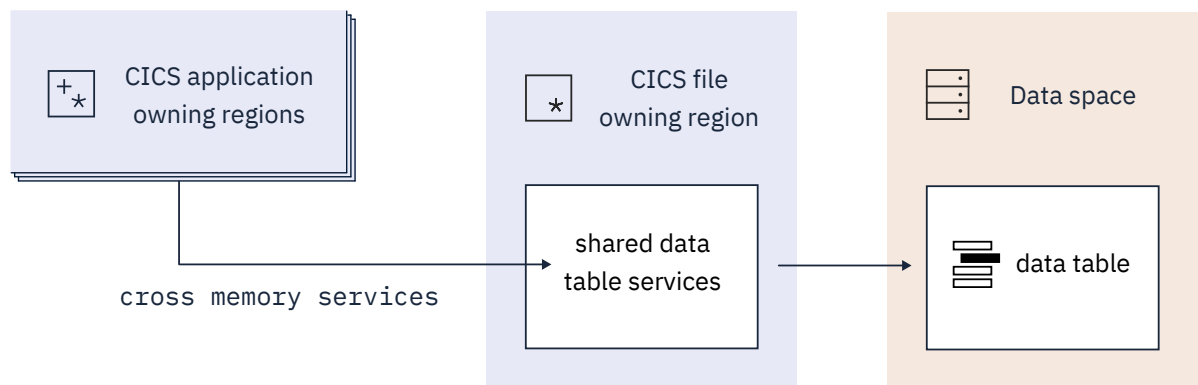 CICS application
owning regions
CICS file
owning region
Data space
shared data
table services
data table
cross memory services